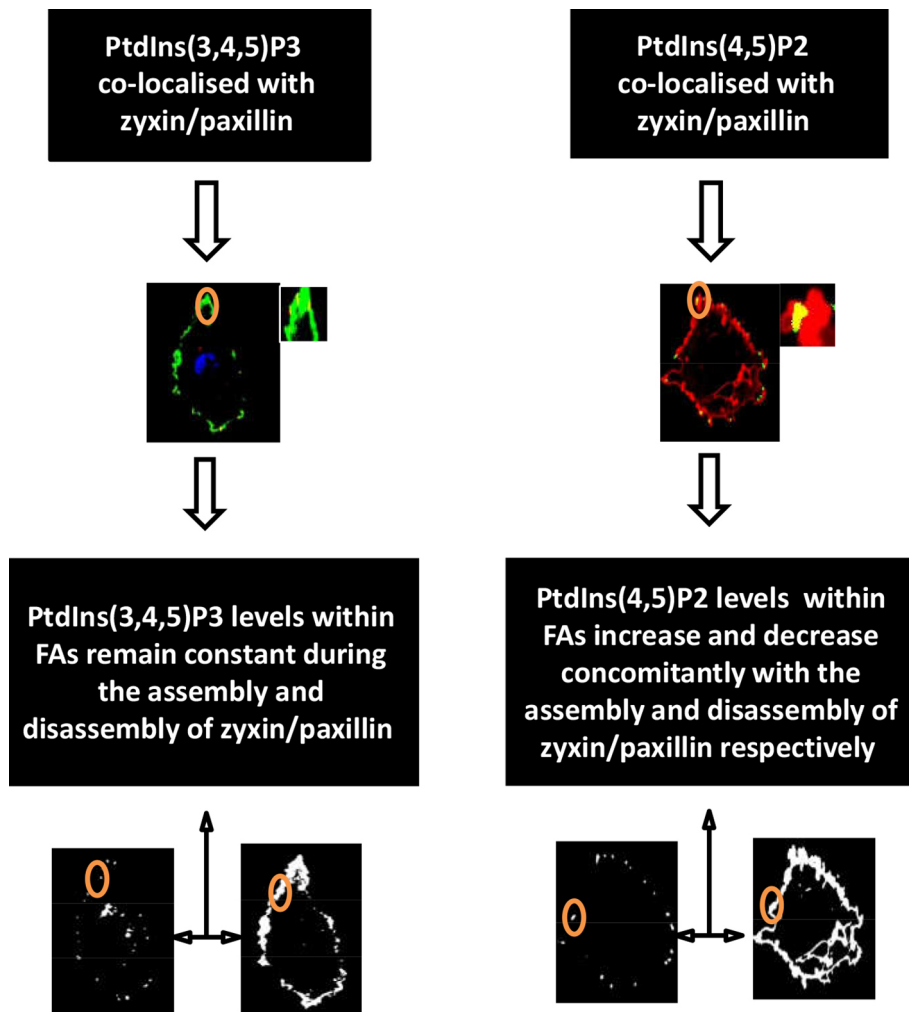 PtdIns(3,4,5)P3
co-localised with
zyxin/paxillin
PtdIns(4,5)P2
co-localised with
zyxin/paxillin
PtdIns(3,4,5)P3 levels within
FAs remain constant during
the assembly and
disassembly of zyxin/paxillin
PtdIns(4,5)P2 levels within
FAs increase and decrease
concomitantly with the
assembly and disassembly of
zyxin/paxillin respectively